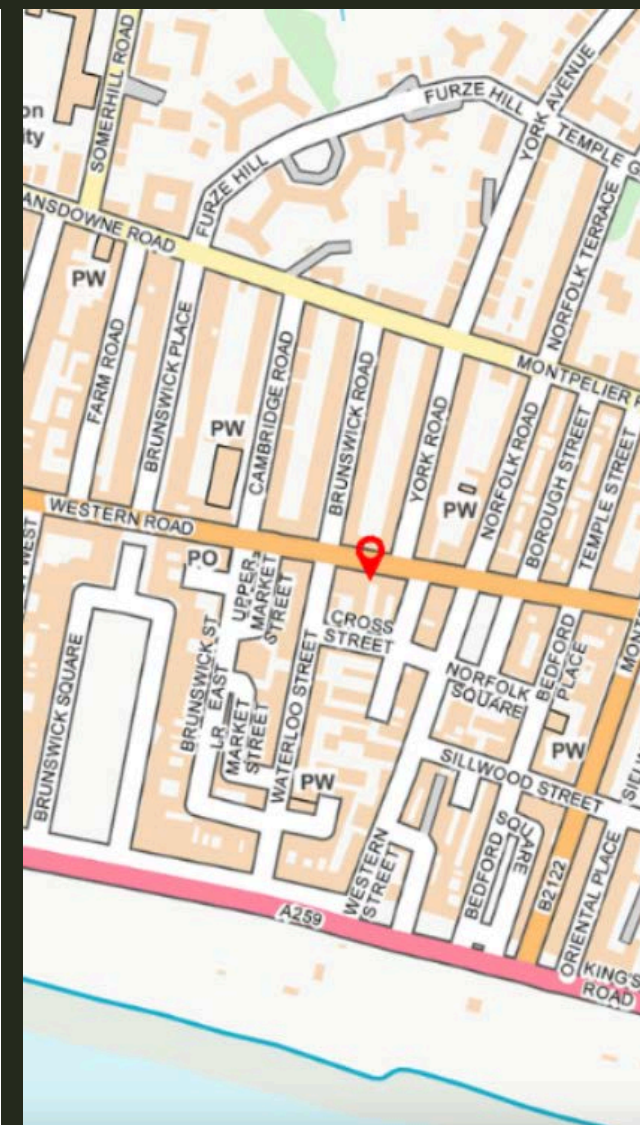 FURZE HILL
YORK AVENUE
SOMERHILL ROAD
TEMPLE G
ity
FURZE HILL
ANSDOWNE ROAD
NORFOLK TERRACE
PW
MONTPELIER R
FARM ROAD
BRUNSWICK PLACE
CAMBRIDGE ROAD
BRUNSWICK ROAD
YORK ROAD
NORFOLK ROAD
BOROUGH STREET
TEMPLE STREET
PW
PW
WESTERN ROAD
WEST
PO
UPPER
MARKET
STREET
CROSS
STREET
BEDFORD
PLACE
NORFOLK
SQUARE
BRUNSWICK SQUARE
BRUNSWICK ST
LR EAST
MARKET
STREET
WATERLOO STREET
PW
PW
SILLWOOD STREET
WESTERN
STREET
BEDFORD
SQUARE
B2122
ORIENTAL PLACE
A259
KING'S
ROAD